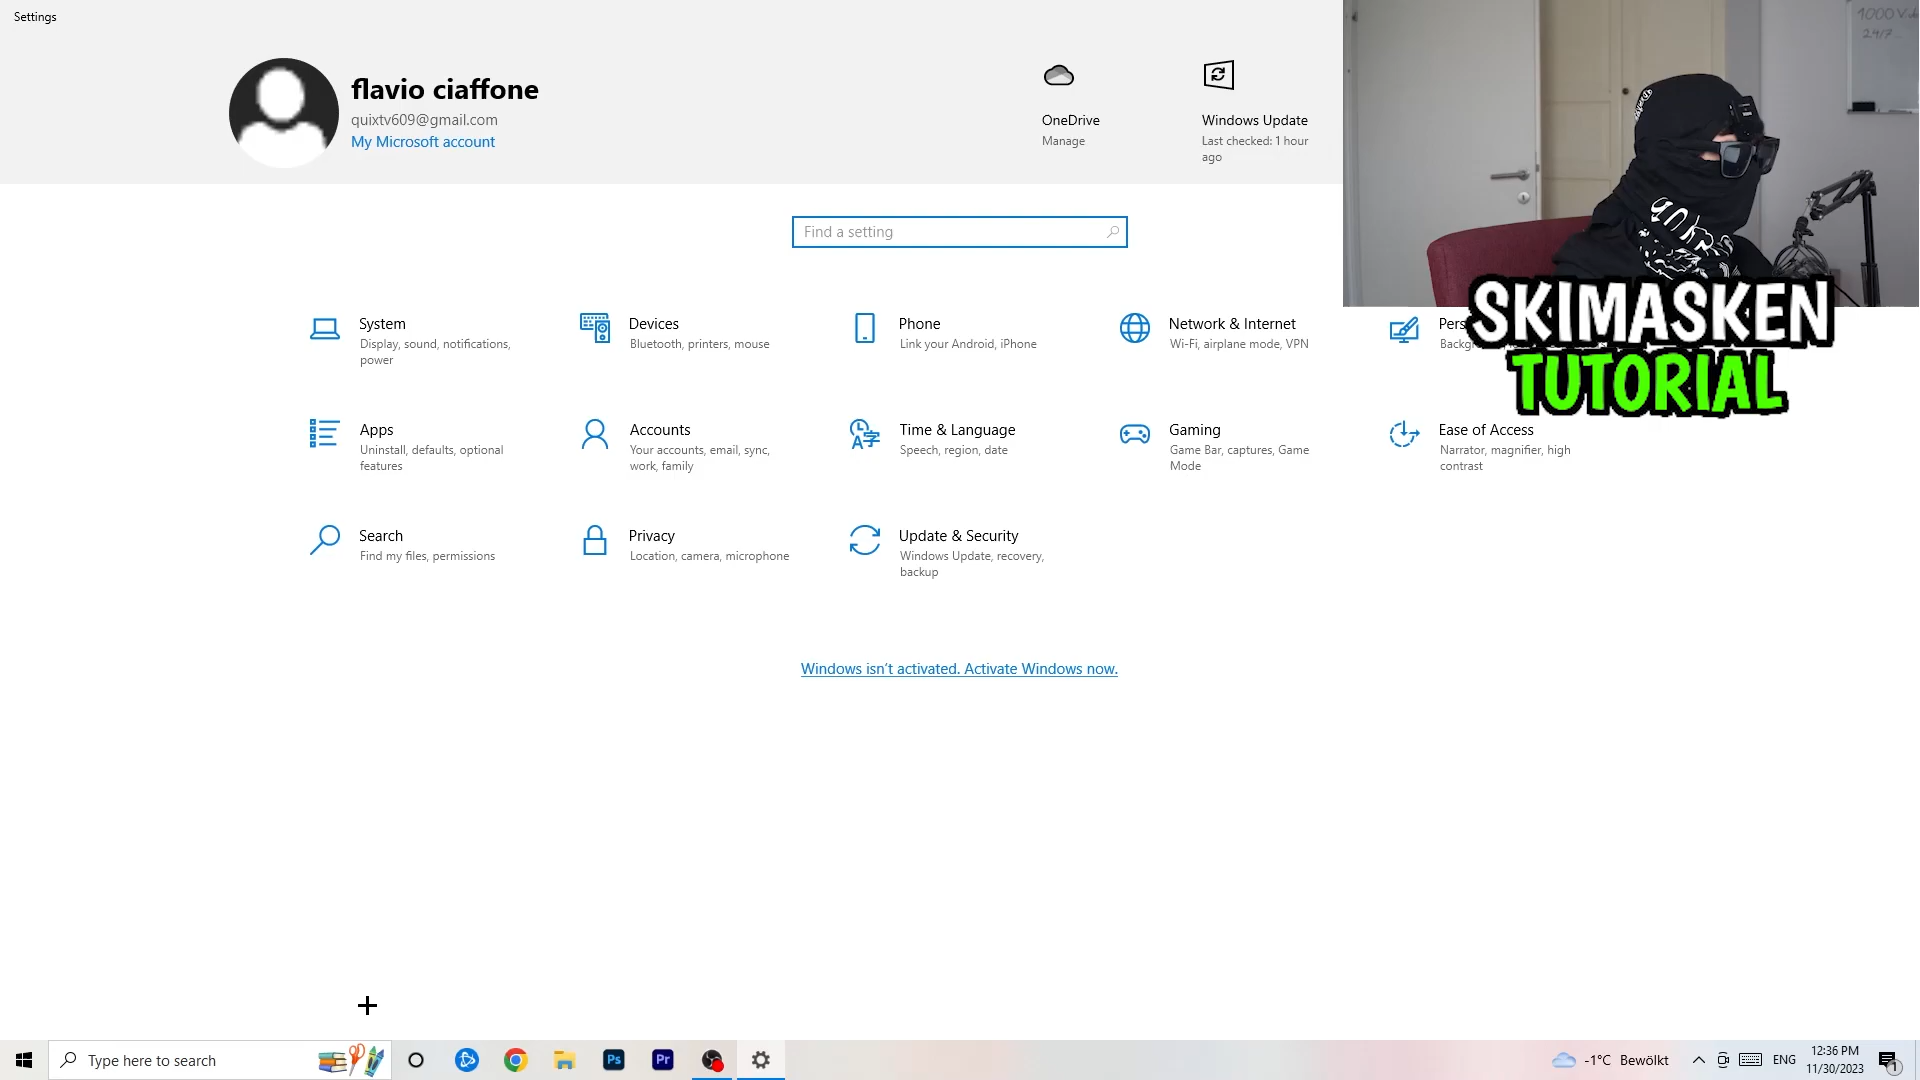 Settings
flavio ciaffone
quixtv609@gmail.com
My Microsoft account
OneDrive
Manage
Windows Update
Last checked: 1 hour
ago
Find a setting
System
Display, sound, notifications,
power
Devices
Bluetooth, printers, mouse
Phone
Link your Android, iPhone
Network & Internet
Wi-Fi, airplane mode, VPN
SKIMASKEN
TUTORIAL
Apps
Uninstall, defaults, optional
features
Accounts
Your accounts, email, sync,
work, family
Time & Language
Speech, region, date
Gaming
Game Bar, captures, Game
Mode
Ease of Access
Narrator, magnifier, high
contrast
Search
Find my files, permissions
Privacy
Location, camera, microphone
Update & Security
Windows Update, recovery,
backup
Windows isn't activated. Activate Windows now.
Type here to search
Ps
Pr
-1°C Bewölkt
ENG
12:36 PM
11/30/2023
1